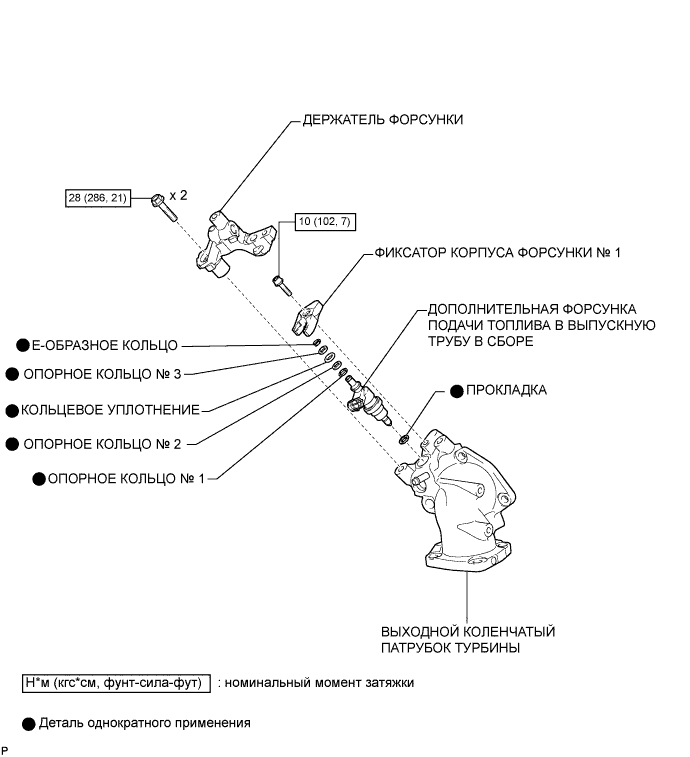 ДЕРЖАТЕЛЬ ФОРСУНКИ
28 (286, 21)
x 2
10 (102, 7)
ФИКСАТОР КОРПУСА ФОРСУНКИ № 1
ДОПОЛНИТЕЛЬНАЯ ФОРСУНКА
ПОДАЧИ ТОПЛИВА В ВЫПУСКНУЮ
ТРУБУ В СБОРЕ
Е-ОБРАЗНОЕ КОЛЬЦО
ОПОРНОЕ КОЛЬЦО № 3
ПРОКЛАДКА
КОЛЬЦЕВОЕ УПЛОТНЕНИЕ
ОПОРНОЕ КОЛЬЦО № 2
ОПОРНОЕ КОЛЬЦО № 1
ВЫХОДНОЙ КОЛЕНЧАТЫЙ
ПАТРУБОК ТУРБИНЫ
Н*м (кгс*см, фунт-сила-фут) : номинальный момент затяжки
Деталь однократного применения
P